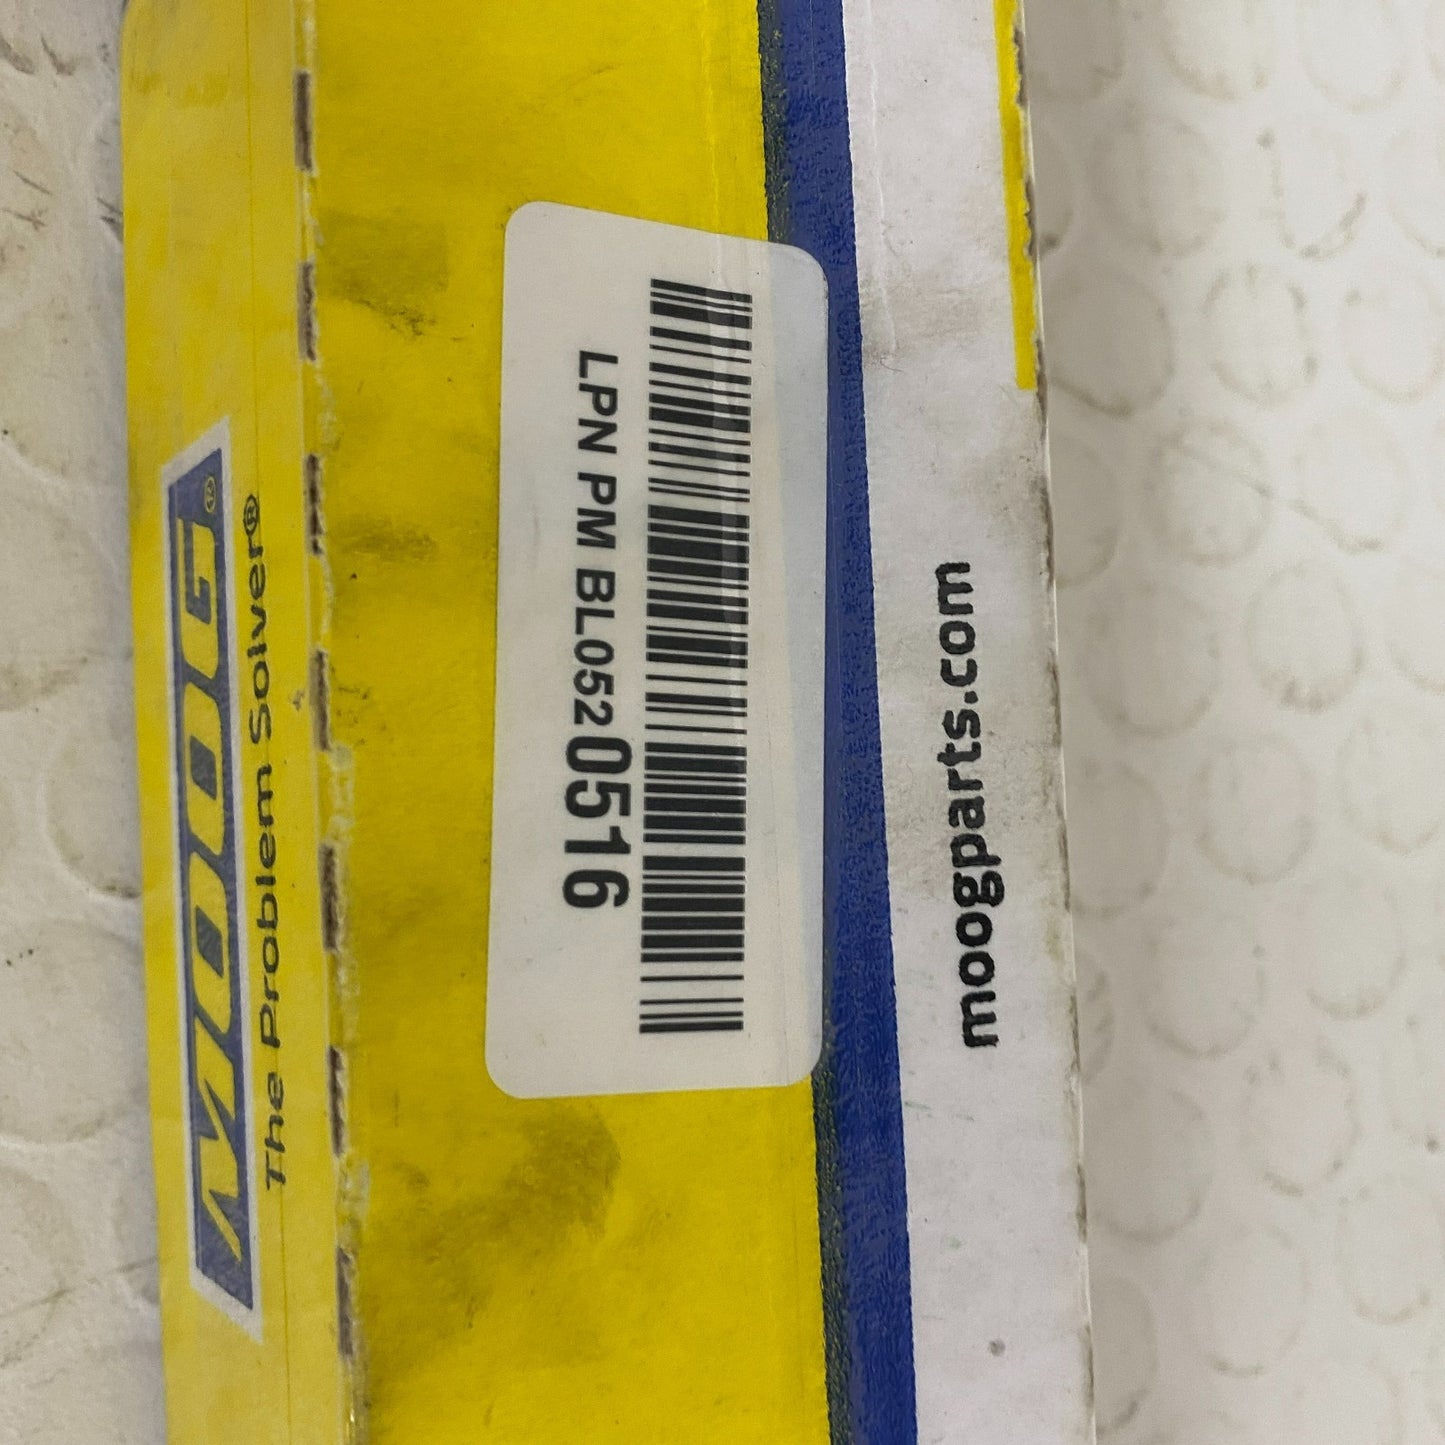 MOOG®
The Problem Solver®
LPN PM BL0520516
moogparts.com